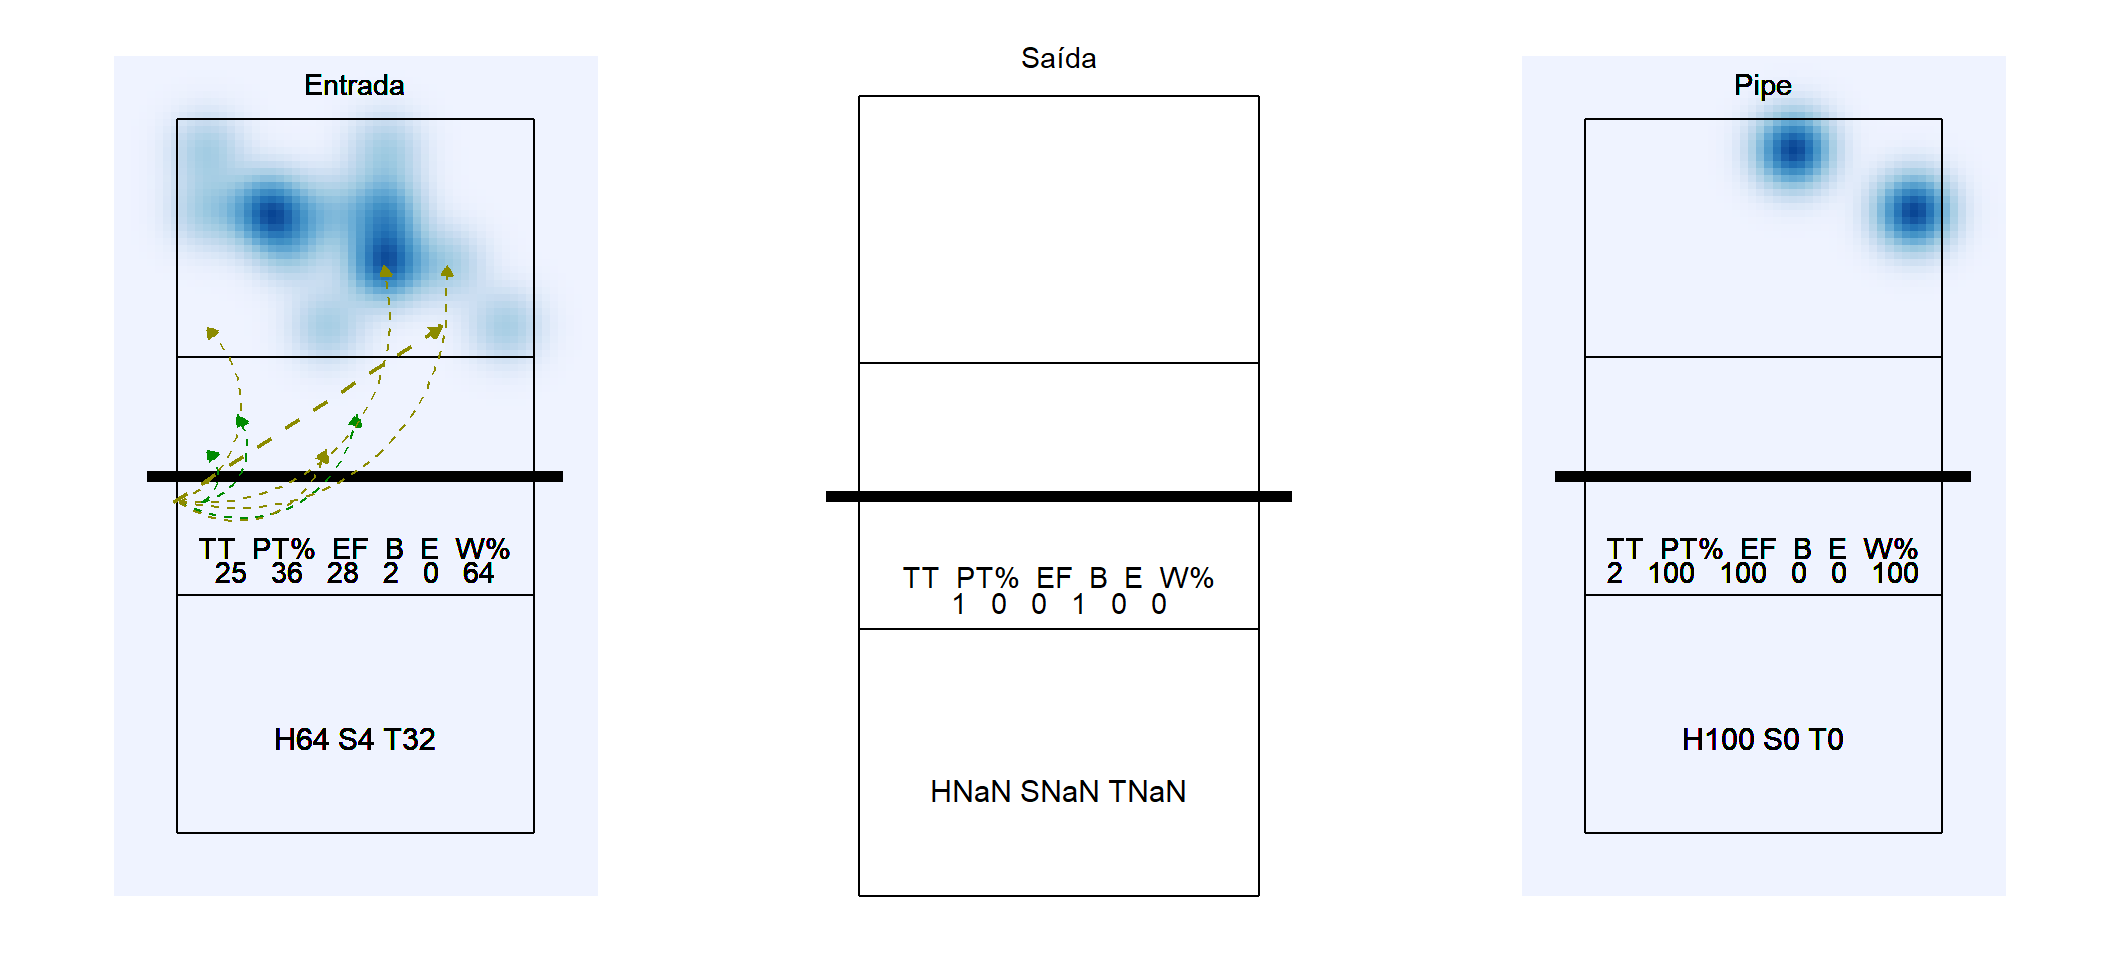 Entrada
TT PT% EF B E W%
25 36 28 2 0 64
H64 S4 T32
Saída
TT PT% EF B E W%
1 0 0 1 0 0
HNaN SNaN TNaN
Pipe
TT PT% EF B E W%
2 100 100 0 0 100
H100 S0 T0